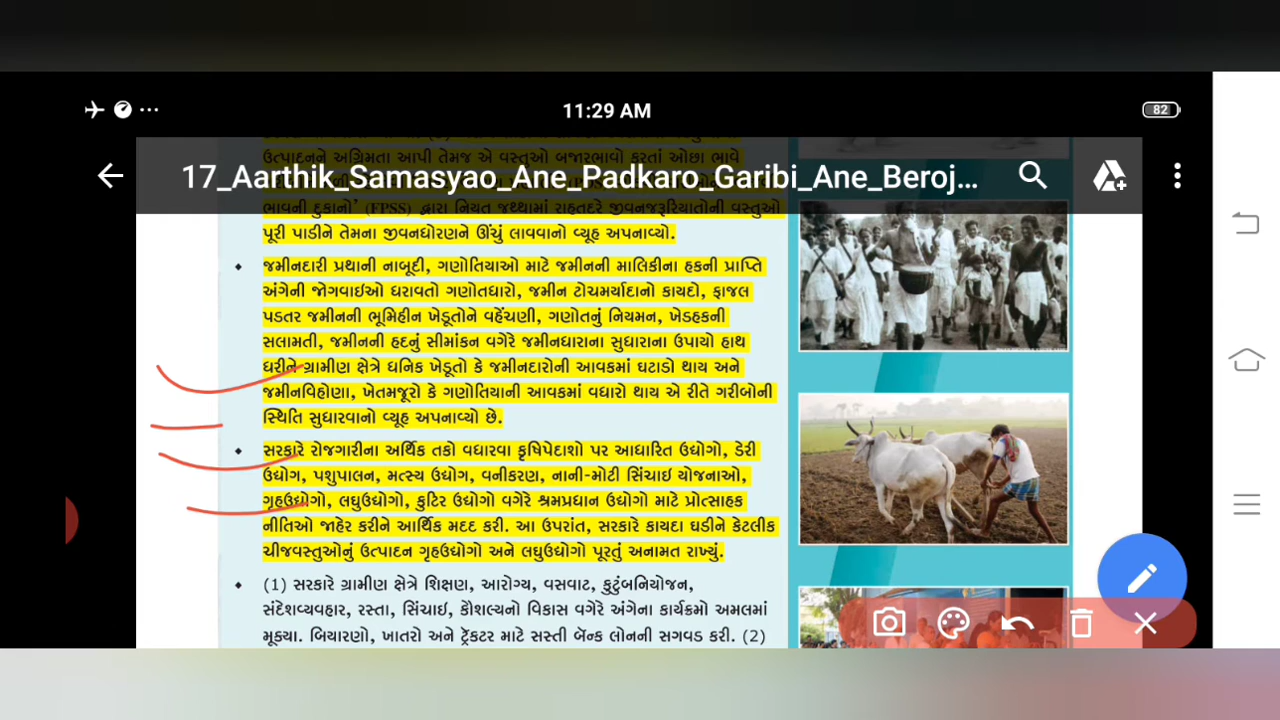 11:29 AM
82
17_Aarthik_Samasyao_Ane_Padkaro_Garibi_Ane_Beroj...
ઉત્પાદનને અગ્રિમતા આપી તેમજ એ વસ્તુઓ બજારભાવો કરતાં ઓછા ભાવે
ભાવની દુકાનો' (FPSS) દ્વારા નિયત જથ્થામાં રાહતદરે જીવનજરૂરિયાતોની વસ્તુઓ
પૂરી પાડીને તેમના જીવનધોરણને ઊંચું લાવવાનો વ્યૂહ અપનાવ્યો.
♦ જમીનદારી પ્રથાની નાબૂદી, ગણોતિયાઓ માટે જમીનની માલિકીના હકની પ્રાપ્તિ
અંગેની જોગવાઈઓ ધરાવતો ગણોતધારો, જમીન ટોચમર્યાદાનો કાયદો, ફાજલ
પડતર જમીનની ભૂમિહીન ખેડૂતોને વહેંચણી, ગણોતનું નિયમન, ખેડહકની
સલામતી, જમીનની હદનું સીમાંકન વગેરે જમીનધારાના સુધારાના ઉપાયો હાથ
ધરીને ગ્રામીણ ક્ષેત્રે ધનિક ખેડૂતો કે જમીનદારોની આવકમાં ઘટાડો થાય અને
જમીનવિહોણા, ખેતમજૂરો કે ગણોતિયાની આવકમાં વધારો થાય એ રીતે ગરીબોની
સ્થિતિ સુધારવાનો વ્યૂહ અપનાવ્યો છે.
♦ સરકારે રોજગારીના અર્થિક તકો વધારવા કૃષિપેદાશો પર આધારિત ઉદ્યોગો, ડેરી
ઉદ્યોગ, પશુપાલન, મત્સ્ય ઉદ્યોગ, વનીકરણ, નાની-મોટી સિંચાઇ યોજનાઓ,
ગૃહઉદ્યોગો, લઘુઉદ્યોગો, કુટિર ઉદ્યોગો વગેરે શ્રમપ્રધાન ઉદ્યોગો માટે પ્રોત્સાહક
નીતિઓ જાહેર કરીને આર્થિક મદદ કરી. આ ઉપરાંત, સરકારે કાયદા ઘડીને કેટલીક
ચીજવસ્તુઓનું ઉત્પાદન ગૃહઉદ્યોગો અને લઘુઉદ્યોગો પૂરતું અનામત રાખ્યું.
♦ (1) સરકારે ગ્રામીણ ક્ષેત્રે શિક્ષણ, આરોગ્ય, વસવાટ, કુટુંબનિયોજન,
સંદેશવ્યવહાર, રસ્તા, સિંચાઇ, કૌશલ્યનો વિકાસ વગેરે અંગેના કાર્યક્રમો અમલમાં
મૂક્યા. બિયારણો, ખાતરો અને ટ્રૅક્ટર માટે સસ્તી બૅન્ક લોનની સગવડ કરી. (2)